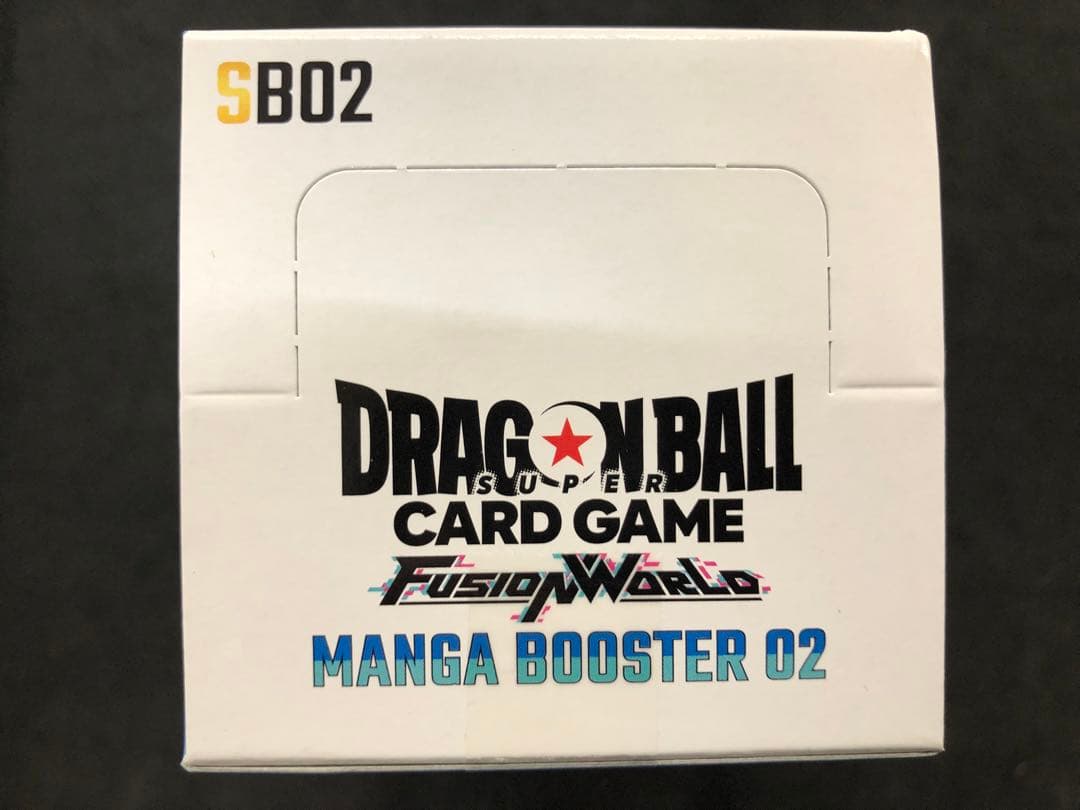 SB02
DRAGON BALL
SUPER
CARD GAME
FUSION WORLD
MANGA BOOSTER 02